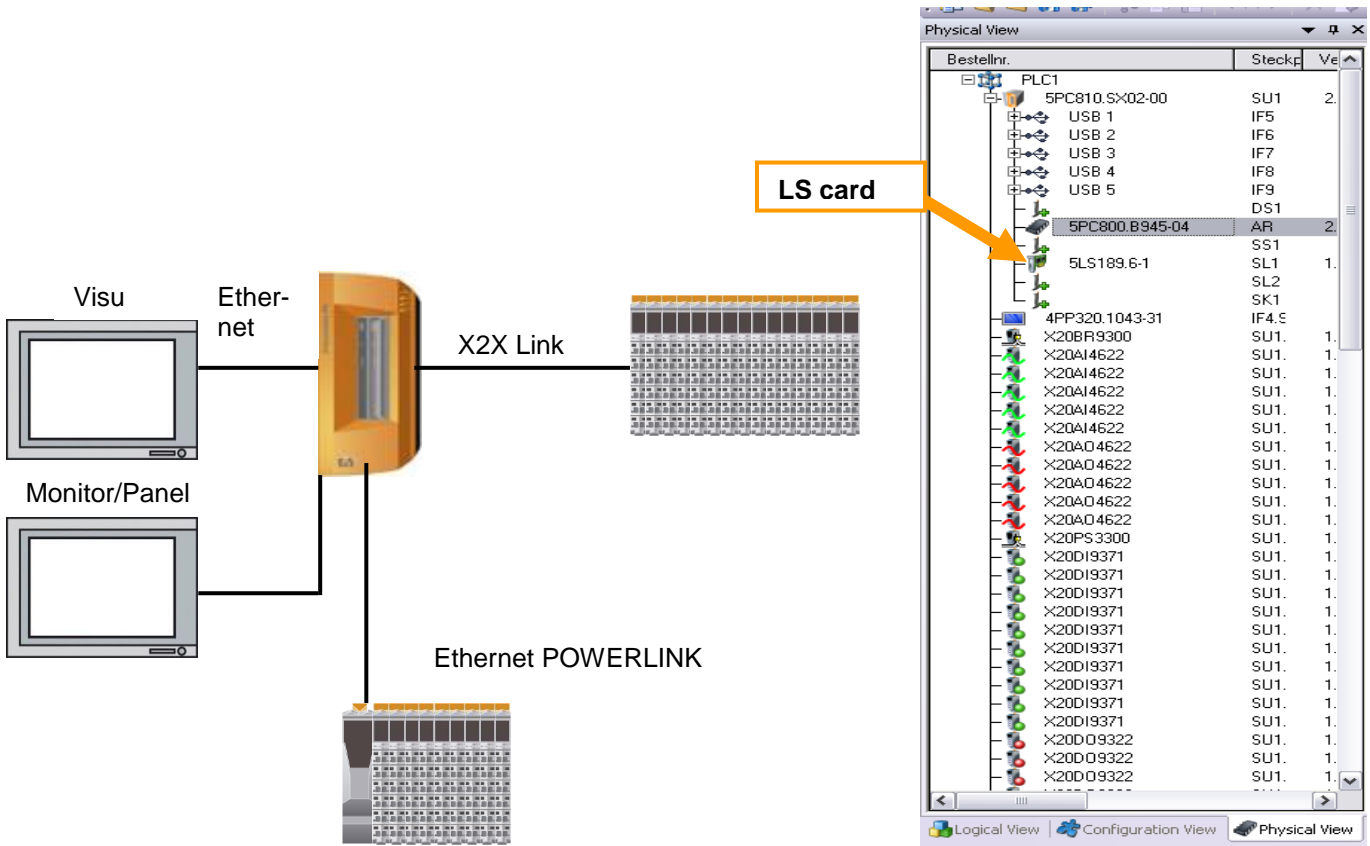 Visu
Ether-
net
X2X Link
Monitor/Panel
Ethernet POWERLINK
LS card
Physical View
Bestellnr. Steckp Ve
PLC1
5PC810.SX02-00 SU1 2.
USB 1 IF5
USB 2 IF6
USB 3 IF7
USB 4 IF8
USB 5 IF9
DS1
5PC800.B945-04 AR 2.
SS1
5LS189.6-1 SL1 1.
SL2
SK1
4PP320.1043-31 IF4.S
X20BR9300 SU1. 1.
X20AI4622 SU1. 1.
X20AI4622 SU1. 1.
X20AI4622 SU1. 1.
X20AI4622 SU1. 1.
X20AI4622 SU1. 1.
X20AO4622 SU1. 1.
X20AO4622 SU1. 1.
X20AO4622 SU1. 1.
X20AO4622 SU1. 1.
X20AO4622 SU1. 1.
X20PS3300 SU1. 1.
X20DI9371 SU1. 1.
X20DI9371 SU1. 1.
X20DI9371 SU1. 1.
X20DI9371 SU1. 1.
X20DI9371 SU1. 1.
X20DI9371 SU1. 1.
X20DI9371 SU1. 1.
X20DI9371 SU1. 1.
X20DI9371 SU1. 1.
X20DI9371 SU1. 1.
X20DO9322 SU1. 1.
X20DO9322 SU1. 1.
X20DO9322 SU1. 1.
Logical View Configuration View Physical View